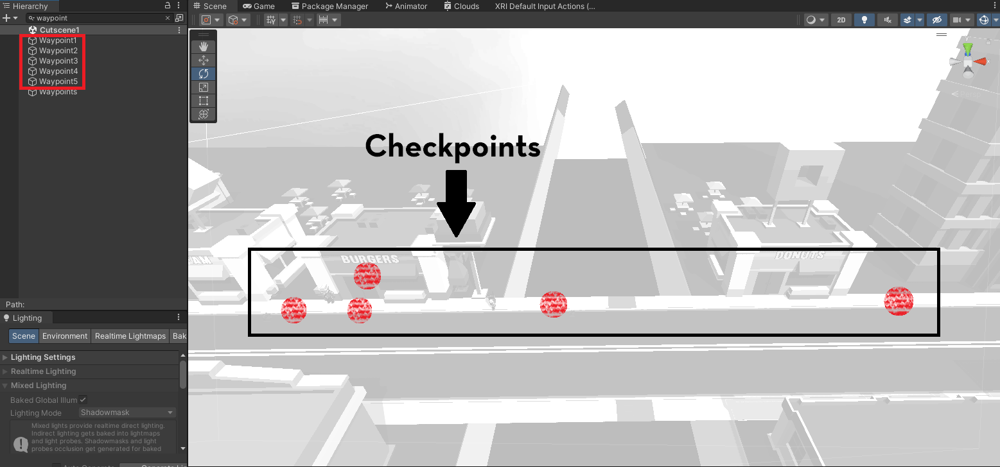 Hierarchy
Scene
Game
Package Manager
Animator
Clouds
XRI Default Input Actions (...
waypoint
2D
Cutscene1
Waypoint1
Waypoint2
Waypoint3
Waypoint4
Waypoint5
Waypoints
Persp
Checkpoints
BURGERS
DONUTS
Path:
Lighting
Scene
Environment
Realtime Lightmaps
Bak
Lighting Settings
Realtime Lighting
Mixed Lighting
Baked Global Illum
Lighting Mode
Shadowmask
Mixed lights provide realtime direct lighting.
Indirect lighting gets baked into lightmaps
and light probes. Shadowmasks and light
probes occlusion get generated for baked